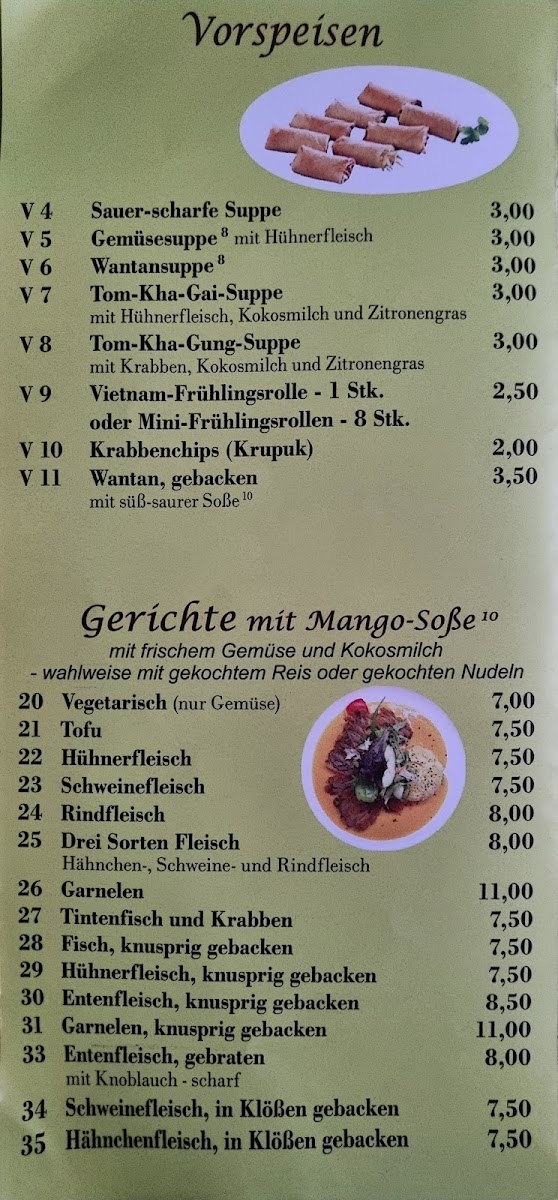 Vorspeisen
V 4 Sauer-scharfe Suppe 3,00
V 5 Gemüsesuppe⁸ mit Hühnerfleisch 3,00
V 6 Wantansuppe⁸ 3,00
V 7 Tom-Kha-Gai-Suppe 3,00
mit Hühnerfleisch, Kokosmilch und Zitronengras
V 8 Tom-Kha-Gung-Suppe 3,00
mit Krabben, Kokosmilch und Zitronengras
V 9 Vietnam-Frühlingsrolle - 1 Stk. 2,50
oder Mini-Frühlingsrollen - 8 Stk.
V 10 Krabbenchips (Krupuk) 2,00
V 11 Wantan, gebacken 3,50
mit süß-saurer Soße¹⁰
Gerichte mit Mango-Soße¹⁰
mit frischem Gemüse und Kokosmilch
- wahlweise mit gekochtem Reis oder gekochten Nudeln
20 Vegetarisch (nur Gemüse) 7,00
21 Tofu 7,50
22 Hühnerfleisch 7,50
23 Schweinefleisch 7,50
24 Rindfleisch 8,00
25 Drei Sorten Fleisch 8,00
Hähnchen-, Schweine- und Rindfleisch
26 Garnelen 11,00
27 Tintenfisch und Krabben 7,50
28 Fisch, knusprig gebacken 7,50
29 Hühnerfleisch, knusprig gebacken 7,50
30 Entenfleisch, knusprig gebacken 8,50
31 Garnelen, knusprig gebacken 11,00
33 Entenfleisch, gebraten 8,00
mit Knoblauch - scharf
34 Schweinefleisch, in Klößen gebacken 7,50
35 Hähnchenfleisch, in Klößen gebacken 7,50